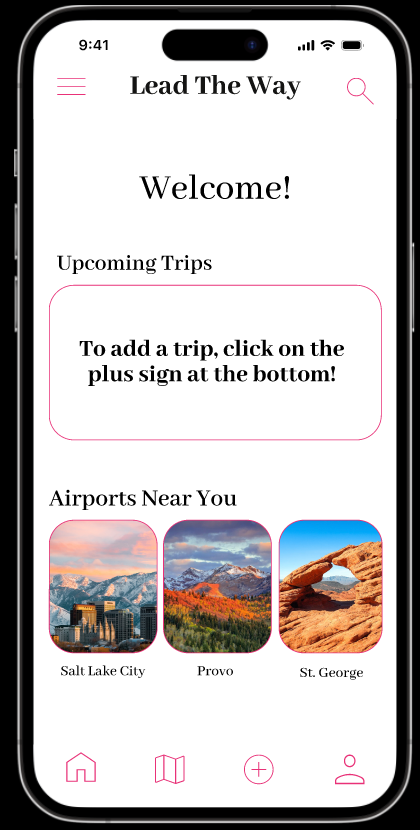 9:41
Lead The Way
Welcome!
Upcoming Trips
To add a trip, click on the
plus sign at the bottom!
Airports Near You
Salt Lake City
Provo
St. George